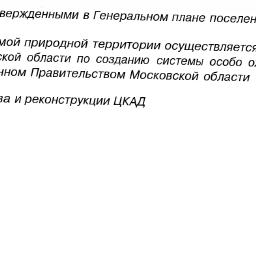 твержденными в Генеральном плане поселен
мой природной территории осуществляется
ской области по созданию системы особо о
нном Правительством Московской области
ва и реконструкции ЦКАД